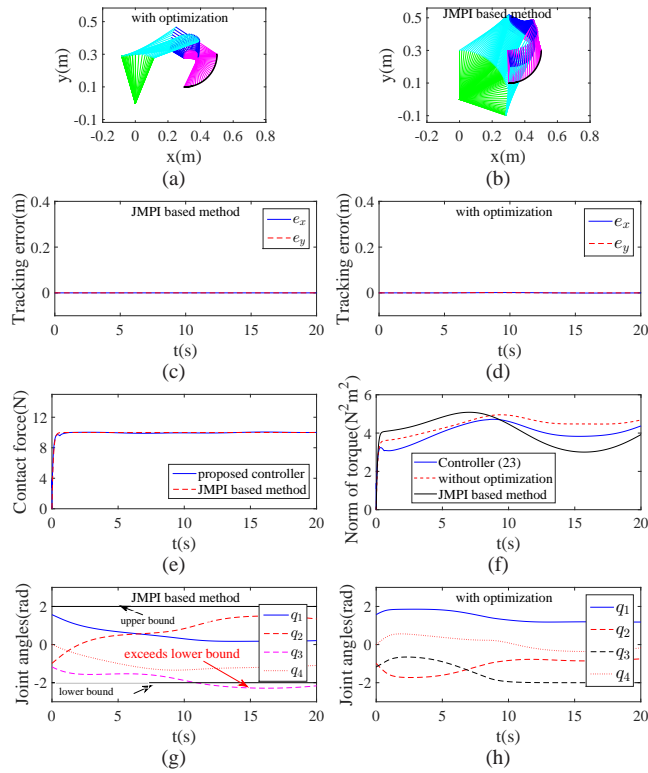 with optimization
0.5
0.3
0.1
-0.1
y(m)
-0.2 0 0.2 0.4 0.6 0.8
x(m)
(a)
JMPI based method
0.5
0.3
0.1
-0.1
y(m)
-0.2 0 0.2 0.4 0.6 0.8
x(m)
(b)
JMPI based method
0.4
0.2
0
Tracking error(m)
e_x
e_y
0 5 10 15 20
t(s)
(c)
with optimization
0.4
0.2
0
Tracking error(m)
e_x
e_y
0 5 10 15 20
t(s)
(d)
12
8
4
0
Contact force(N)
proposed controller
JMPI based method
0 5 10 15 20
t(s)
(e)
6
4
2
0
Norm of torque(N²m²)
Controller (23)
without optimization
JMPI based method
0 5 10 15 20
t(s)
(f)
JMPI based method
2
0
-2
Joint angles(rad)
upper bound
exceeds lower bound
lower bound
q_1
q_2
q_3
q_4
0 5 10 15 20
t(s)
(g)
with optimization
2
0
-2
Joint angles(rad)
q_1
q_2
q_3
q_4
0 5 10 15 20
t(s)
(h)